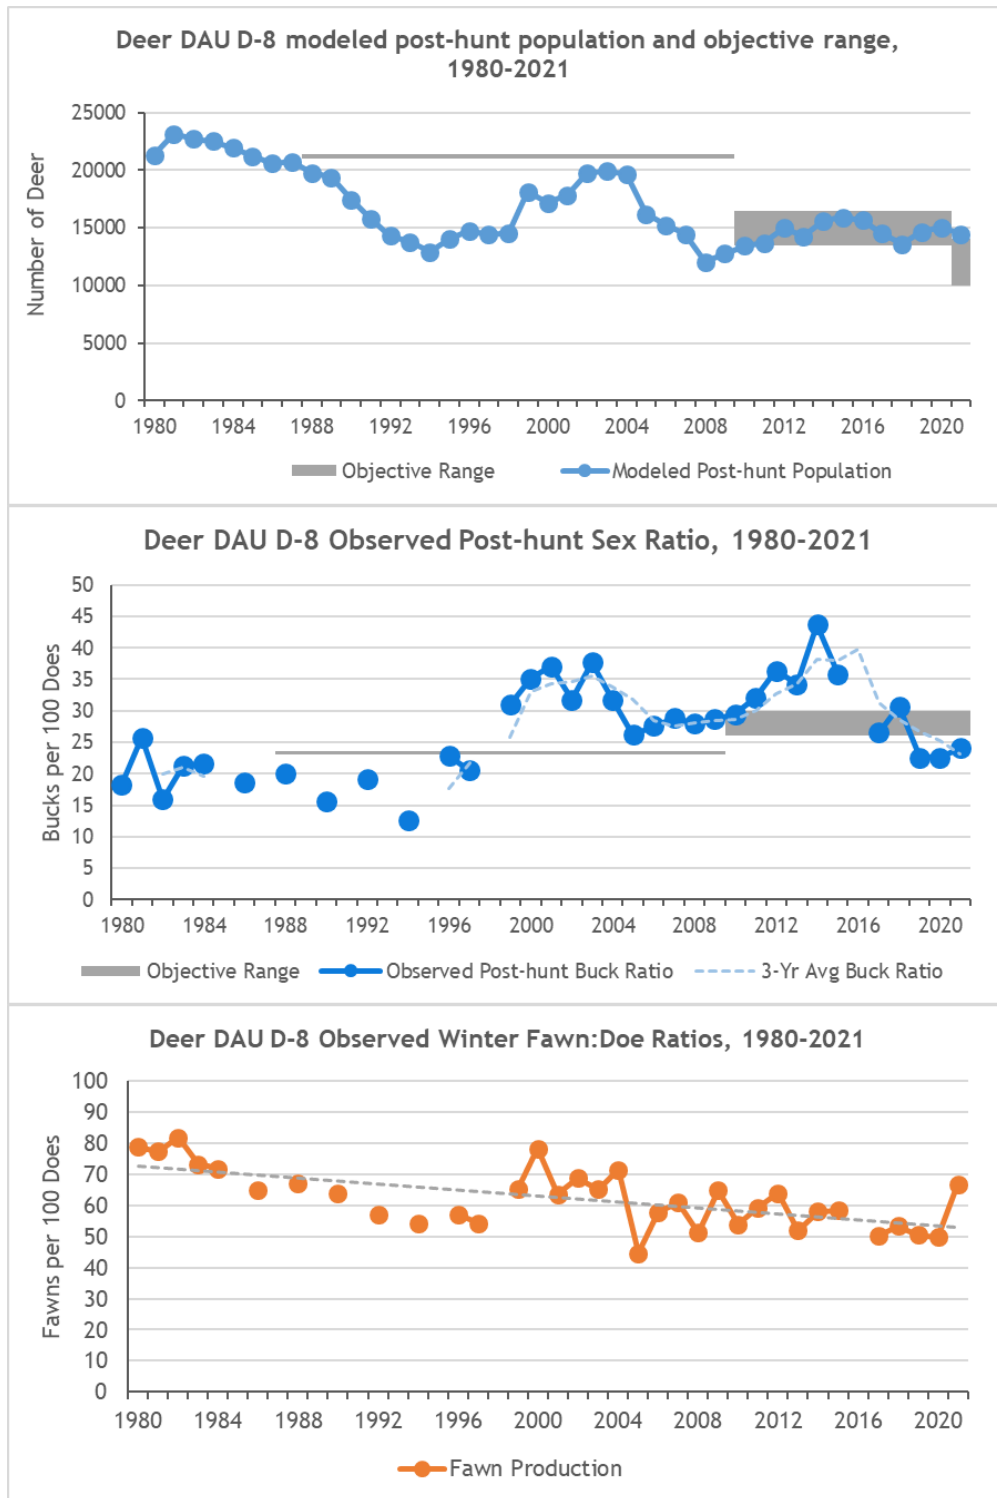 Deer DAU D-8 modeled post-hunt population and objective range,
1980-2021
Number of Deer
25000
20000
15000
10000
5000
0
1980 1984 1988 1992 1996 2000 2004 2008 2012 2016 2020
Objective Range Modeled Post-hunt Population
Deer DAU D-8 Observed Post-hunt Sex Ratio, 1980-2021
Bucks per 100 Does
50
45
40
35
30
25
20
15
10
5
0
1980 1984 1988 1992 1996 2000 2004 2008 2012 2016 2020
Objective Range Observed Post-hunt Buck Ratio 3-Yr Avg Buck Ratio
Deer DAU D-8 Observed Winter Fawn:Doe Ratios, 1980-2021
Fawns per 100 Does
100
90
80
70
60
50
40
30
20
10
0
1980 1984 1988 1992 1996 2000 2004 2008 2012 2016 2020
Fawn Production